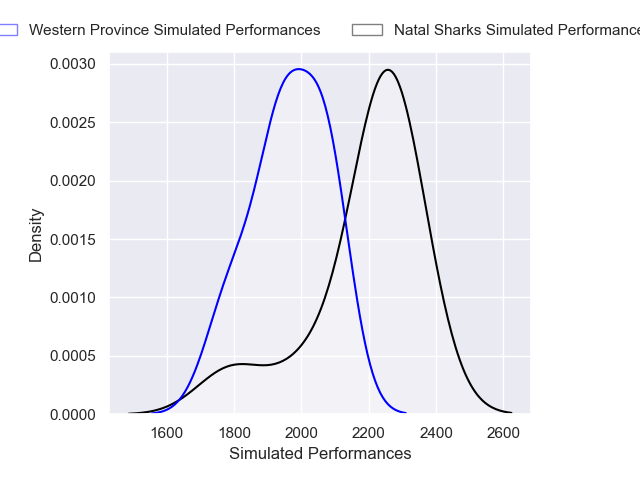 Western Province Simulated Performances
Natal Sharks Simulated Performance
0.0030
0.0025
0.0020
0.0015
0.0010
0.0005
0.0000
Density
1600 1800 2000 2200 2400 2600
Simulated Performances